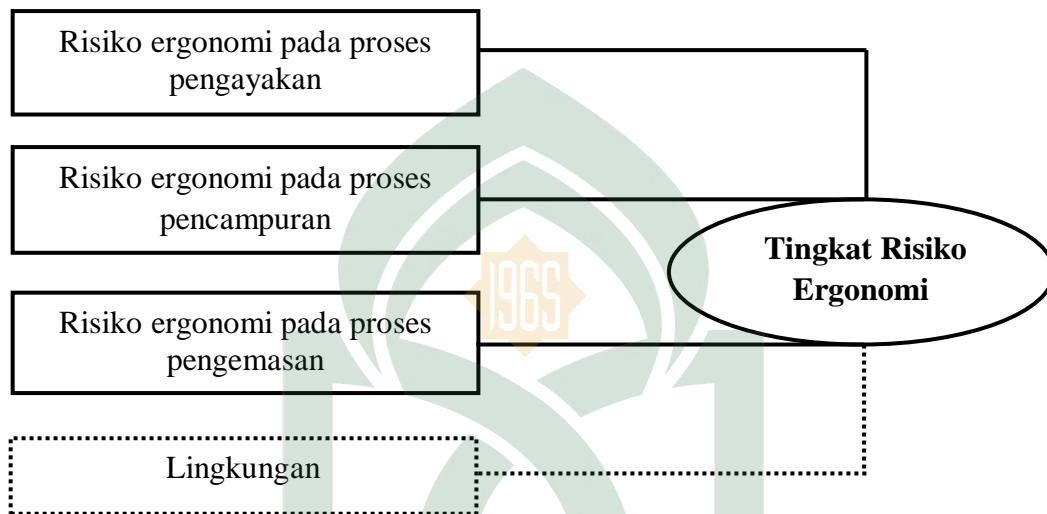 Risiko ergonomi pada proses
pengayakan
Risiko ergonomi pada proses
pencampuran
Tingkat Risiko
Ergonomi
1965
Risiko ergonomi pada proses
pengemasan
Lingkungan